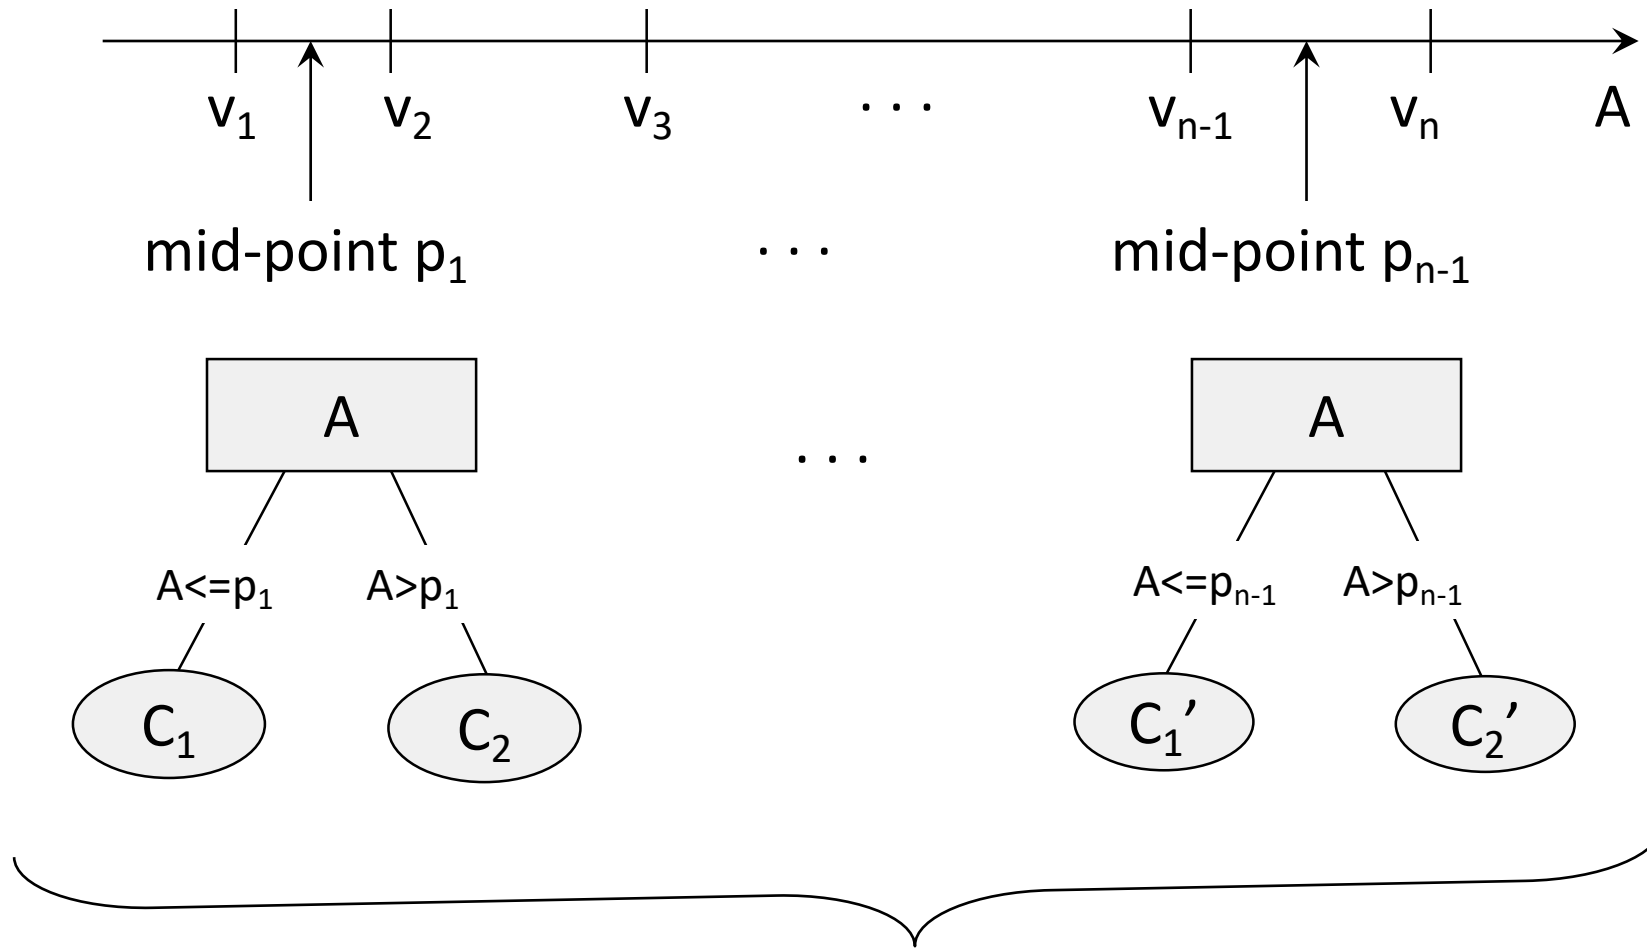 v₁ v₂ v₃ . . . vₙ₋₁ vₙ A
mid-point p₁ . . . mid-point pₙ₋₁
A . . . A
A<=p₁ A>p₁ A<=pₙ₋₁ A>pₙ₋₁
C₁ C₂ C₁’ C₂’